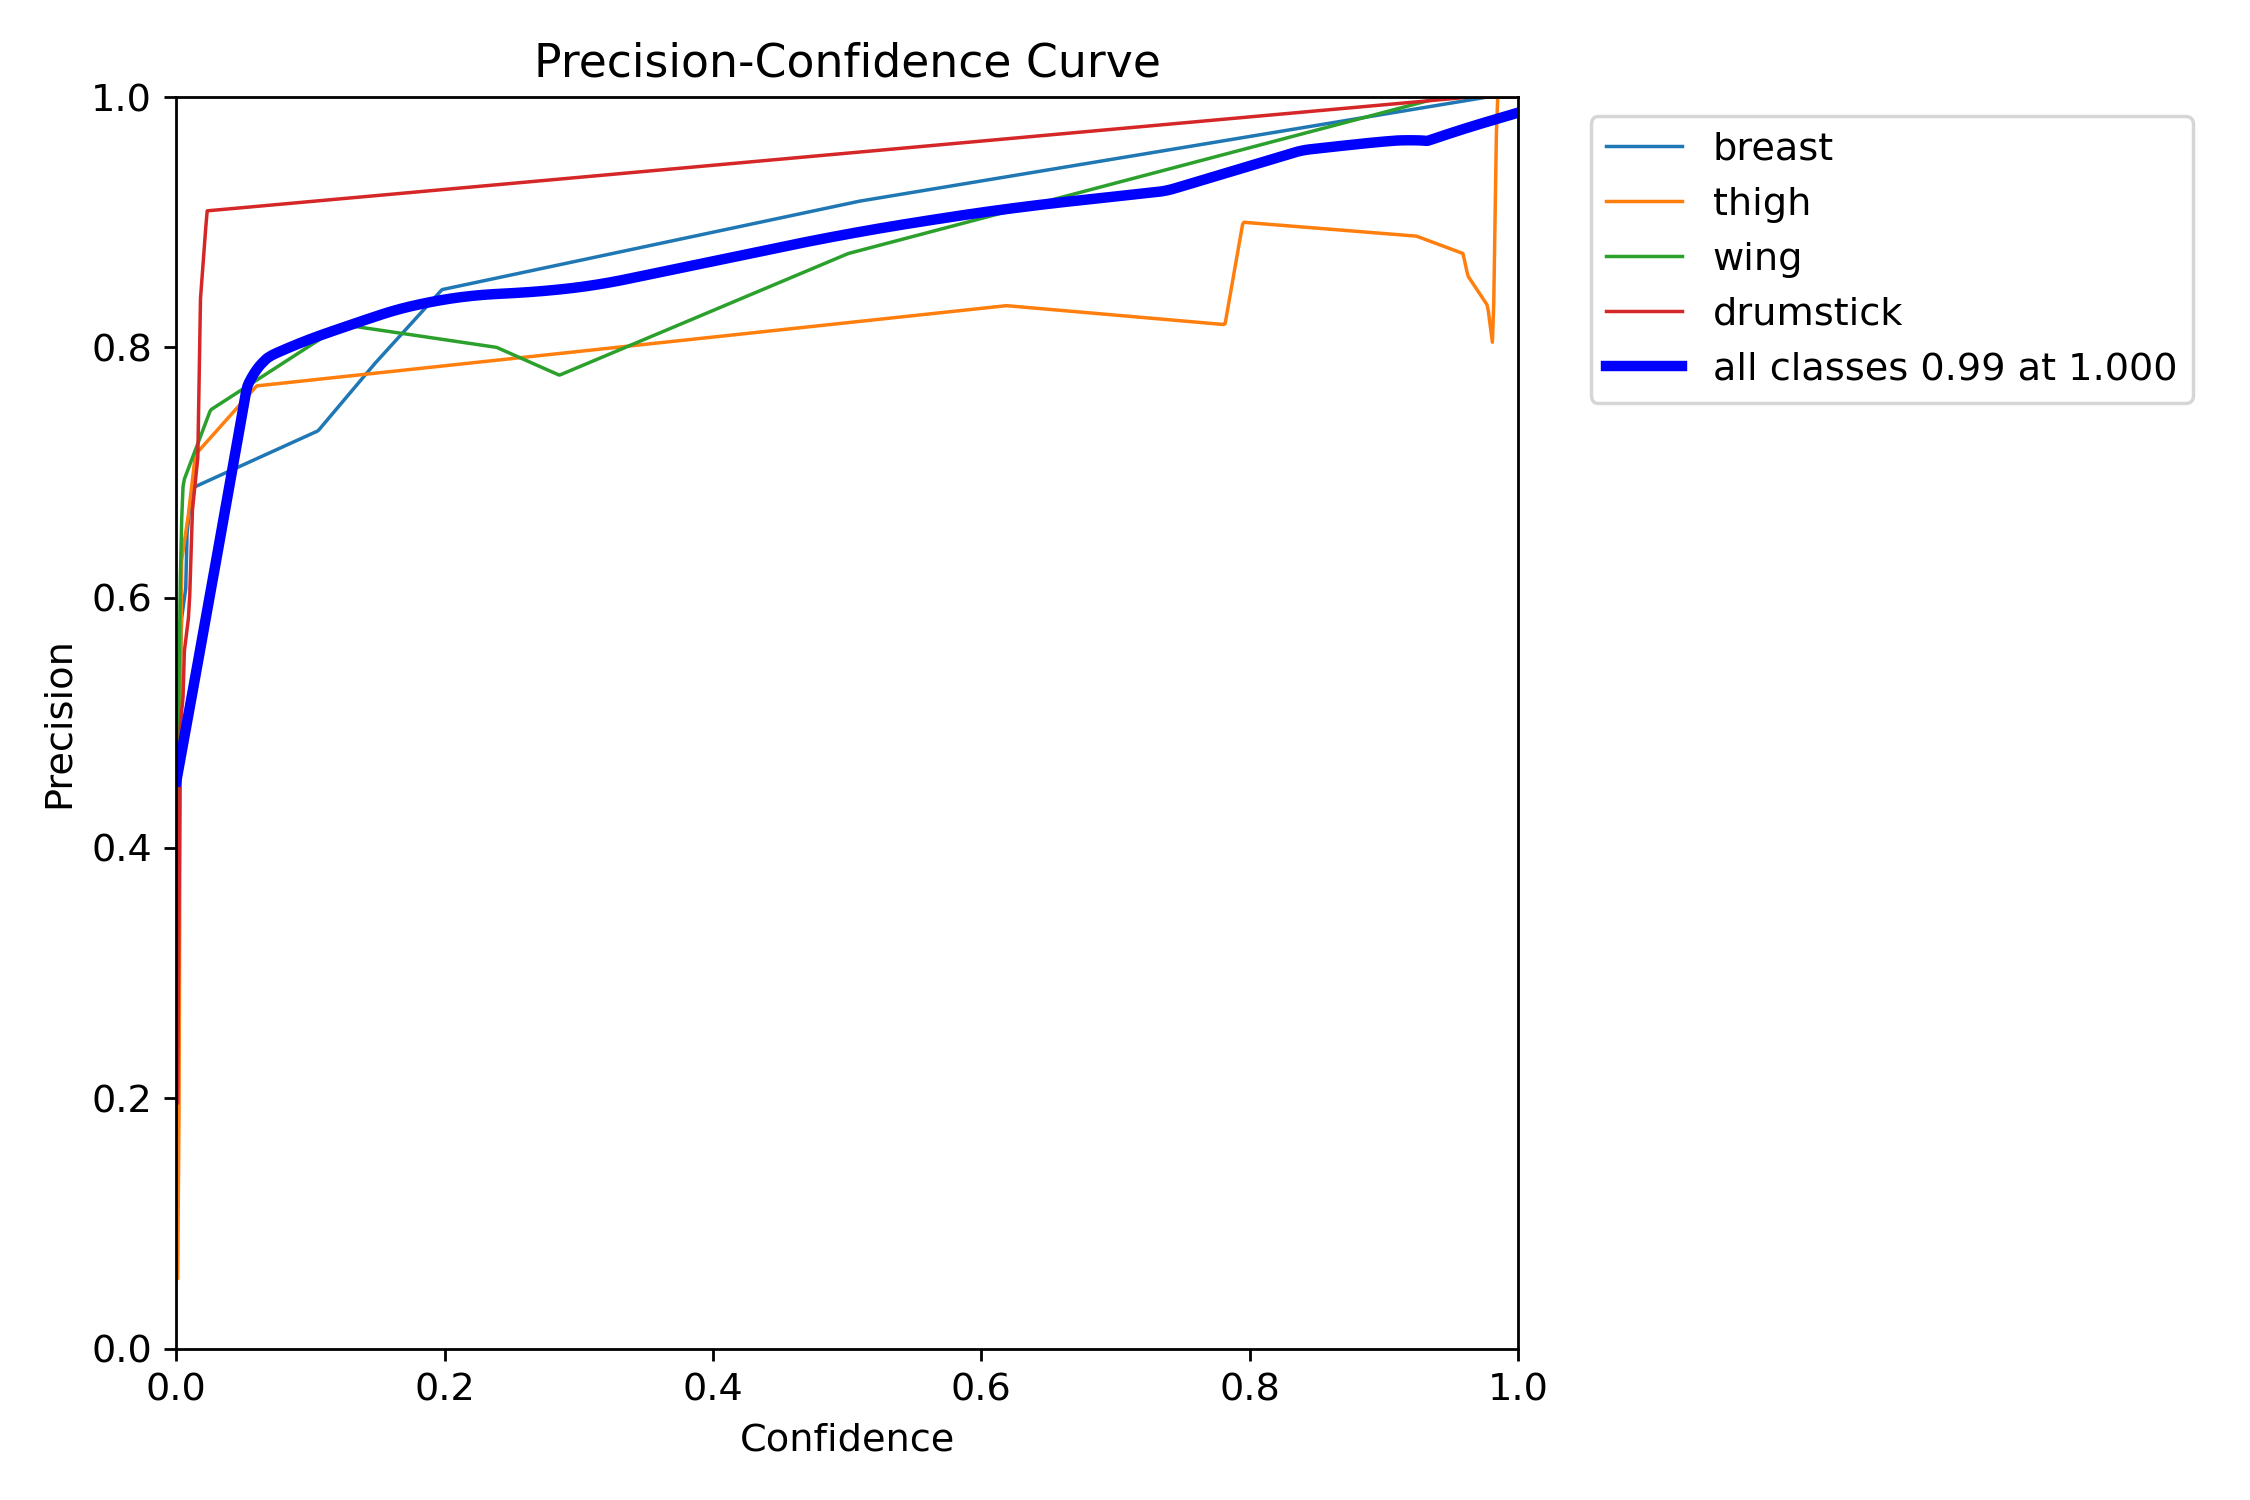 Precision-Confidence Curve
1.0
0.8
0.6
0.4
0.2
0.0
Precision
0.0 0.2 0.4 0.6 0.8 1.0
Confidence
breast
thigh
wing
drumstick
all classes 0.99 at 1.000